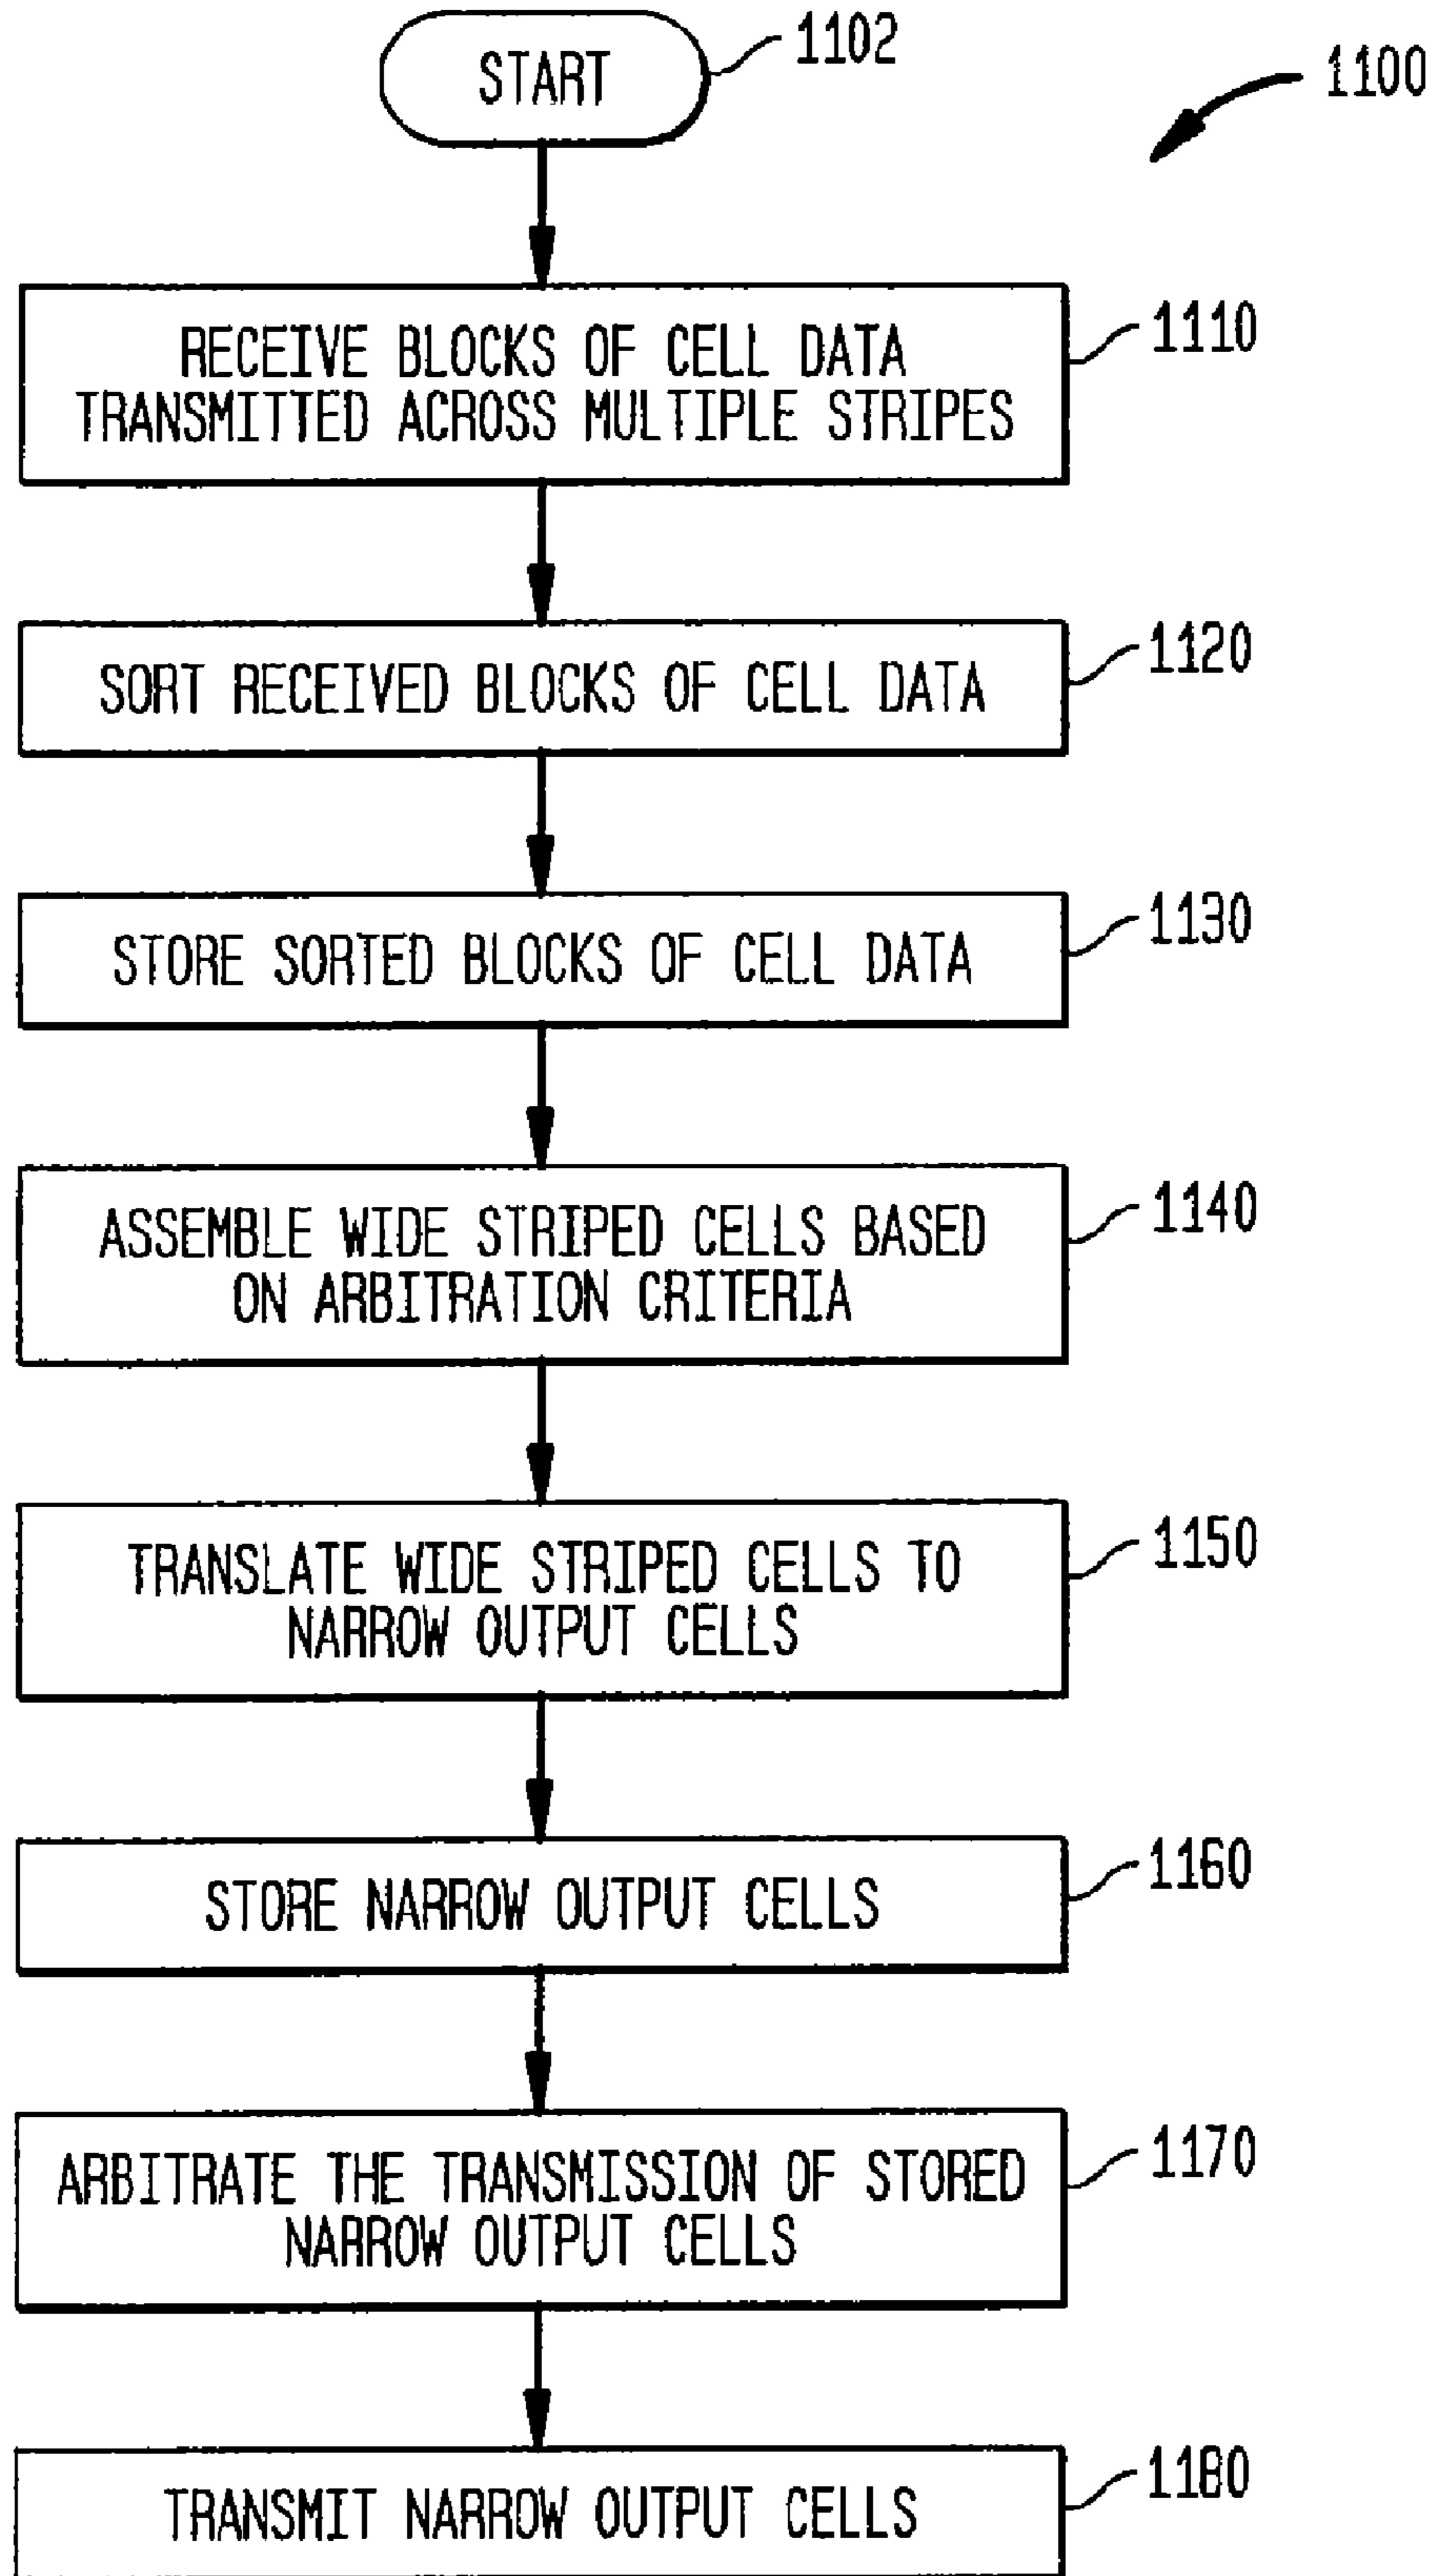 START
1102
1100
RECEIVE BLOCKS OF CELL DATA
TRANSMITTED ACROSS MULTIPLE STRIPES
1110
SORT RECEIVED BLOCKS OF CELL DATA
1120
STORE SORTED BLOCKS OF CELL DATA
1130
ASSEMBLE WIDE STRIPED CELLS BASED
ON ARBITRATION CRITERIA
1140
TRANSLATE WIDE STRIPED CELLS TO
NARROW OUTPUT CELLS
1150
STORE NARROW OUTPUT CELLS
1160
ARBITRATE THE TRANSMISSION OF STORED
NARROW OUTPUT CELLS
1170
TRANSMIT NARROW OUTPUT CELLS
1180